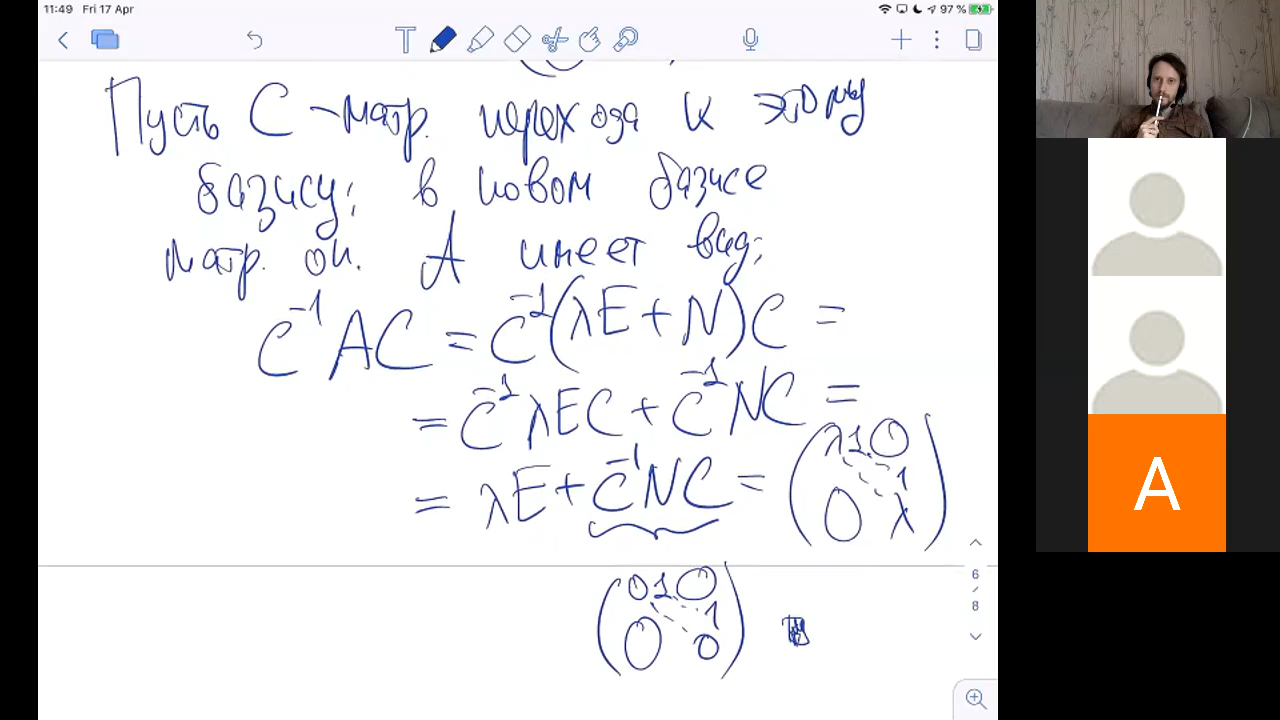 11:49 Fri 17 Apr
97 %
T
Пусть C – матр. перехода к этому
базису; в новом базисе
матр. оп. A имеет вид:
C⁻¹AC = C⁻¹(λE + N)C =
= C⁻¹λEC + C⁻¹NC =
= λE + C⁻¹NC = (λ 1 0
1
0 λ)
(0 1 0
1
0 0)
6
/
8
A